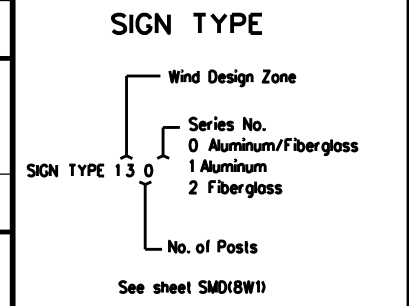 SIGN TYPE
Wind Design Zone
Series No.
0 Aluminum/Fiberglass
SIGN TYPE 1 3 0
1 Aluminum
2 Fiberglass
No. of Posts
See sheet SMD(8W1)